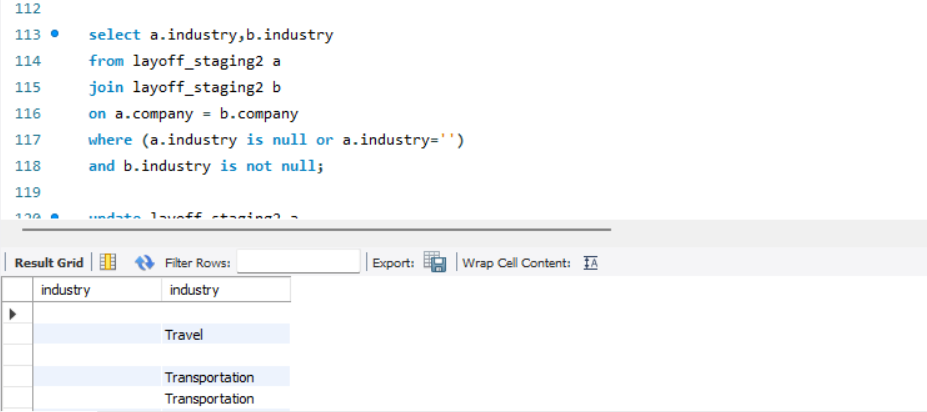 112
113 select a.industry,b.industry
114 from layoff_staging2 a
115 join layoff_staging2 b
116 on a.company = b.company
117 where (a.industry is null or a.industry='')
118 and b.industry is not null;
119
120 update layoff_staging2 a
Result Grid Filter Rows: Export: Wrap Cell Content: IA
industry industry
Travel
Transportation
Transportation